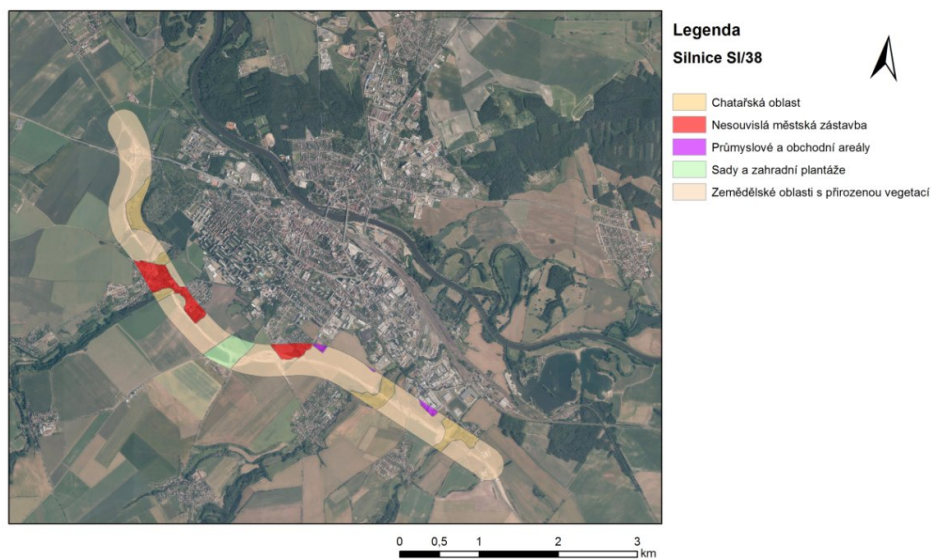 Legenda
Silnice SI/38
Chatařská oblast
Nesouvislá městská zástavba
Průmyslové a obchodní areály
Sady a zahradní plantáže
Zemědělské oblasti s přirozenou vegetací
0 0,5 1 2 3
km